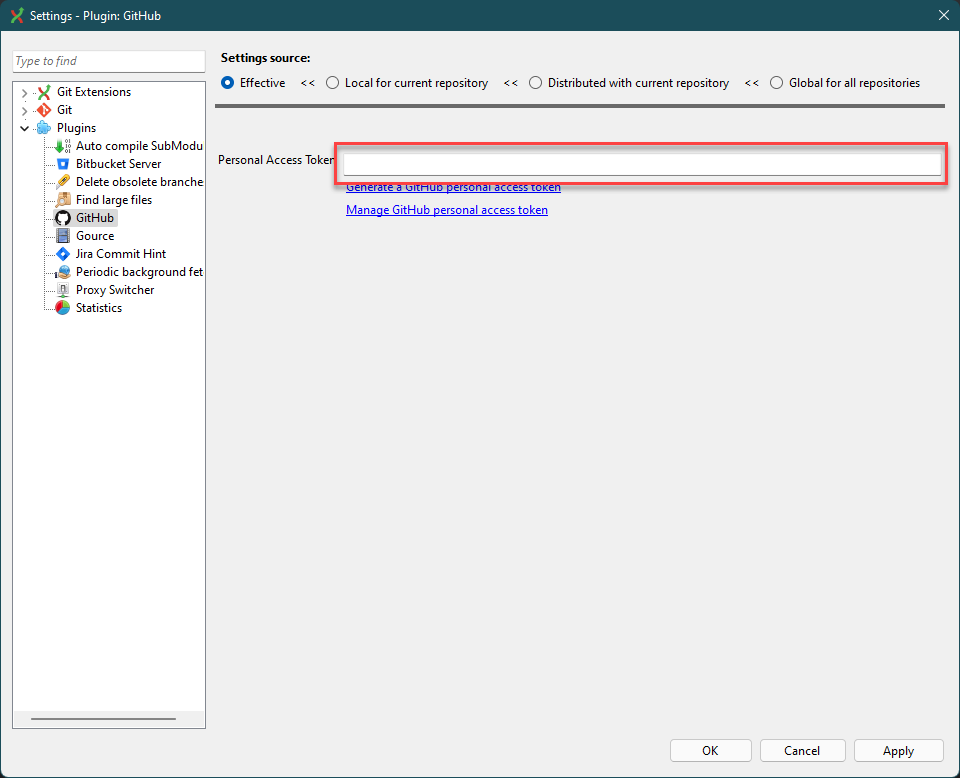 Settings - Plugin: GitHub
Type to find
Git Extensions
Git
Plugins
Auto compile SubModu
Bitbucket Server
Delete obsolete branche
Find large files
GitHub
Gource
Jira Commit Hint
Periodic background fet
Proxy Switcher
Statistics
Settings source:
Effective << Local for current repository << Distributed with current repository << Global for all repositories
Personal Access Token
Generate a GitHub personal access token
Manage GitHub personal access token
OK Cancel Apply